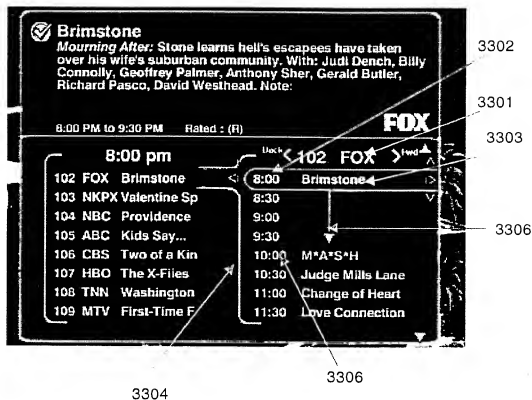 Brimstone
Mourning After: Stone learns hell's escapees have taken
over his wife's suburban community. With: Judi Dench, Billy
Connolly, Geoffrey Palmer, Anthony Sher, Gerald Butler,
Richard Pasco, David Westhead. Note:
8:00 PM to 9:30 PM Rated : (R)
FOX
8:00 pm
102 FOX Brimstone
103 NKPX Valentine Sp
104 NBC Providence
105 ABC Kids Say...
106 CBS Two of a Kin
107 HBO The X-Files
108 TNN Washington
109 MTV First-Time F
Back 102 FOX Fwd
8:00 Brimstone
8:30
9:00
9:30
10:00 M*A*S*H
10:30 Judge Mills Lane
11:00 Change of Heart
11:30 Love Connection
3302
3301
3303
3306
3304
3306